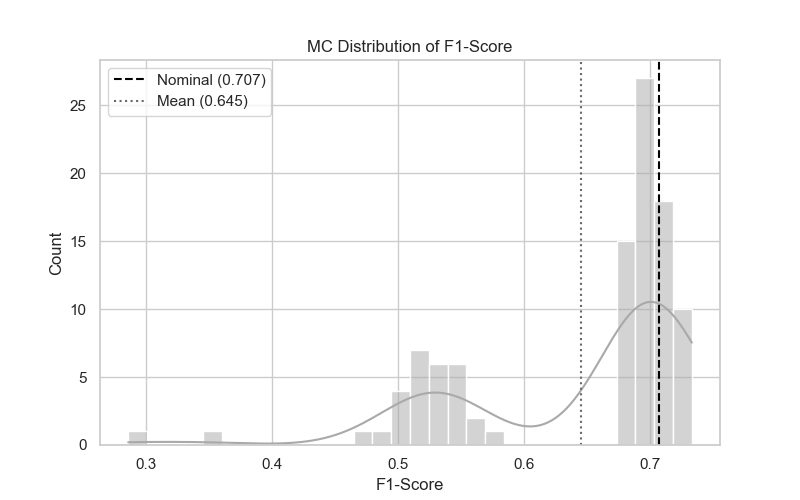 MC Distribution of F1-Score
Nominal (0.707)
Mean (0.645)
Count
25
20
15
10
5
0
0.3
0.4
0.5
0.6
0.7
F1-Score